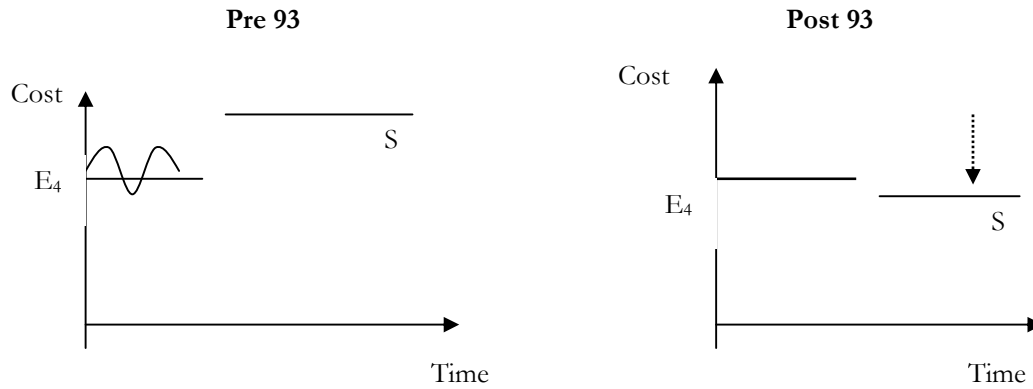 Pre 93
Cost
E₄
S
Time
Post 93
Cost
E₄
S
Time